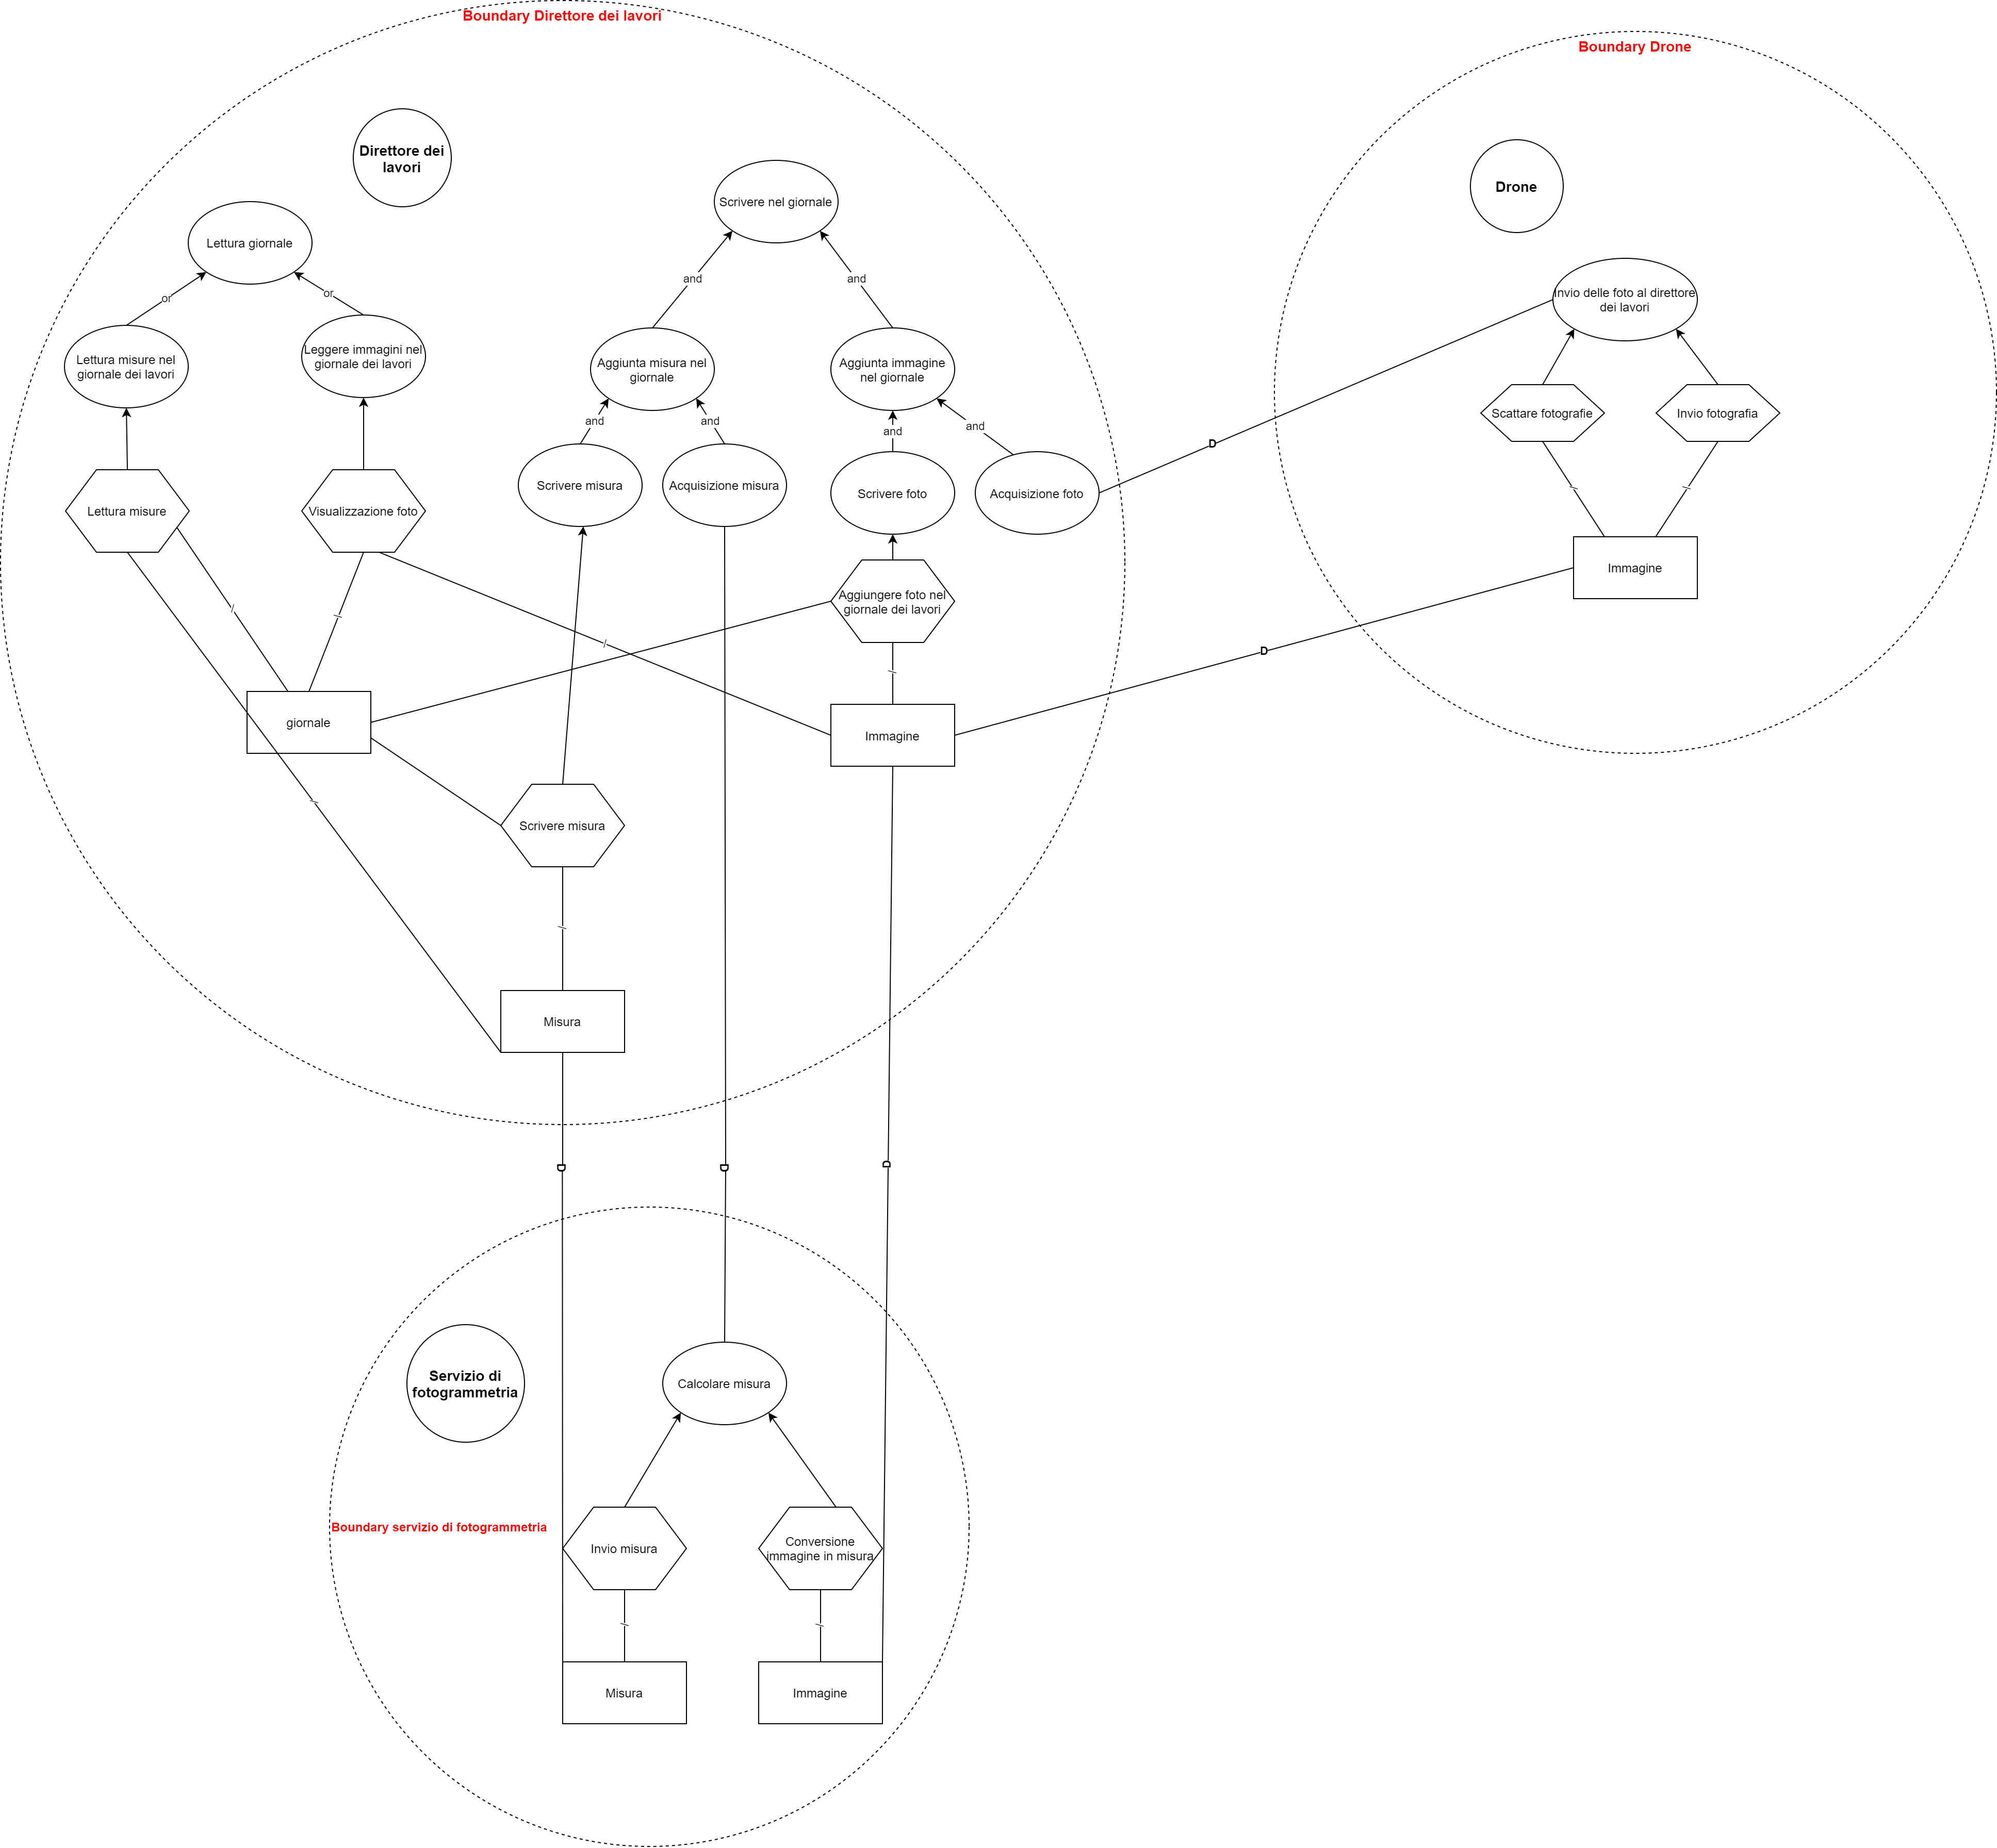 Boundary Direttore dei lavori
Boundary Drone
Direttore dei
lavori
Drone
Scrivere nel giornale
Lettura giornale
and
and
or
or
Invio delle foto al direttore
dei lavori
Lettura misure nel
giornale dei lavori
Leggere immagini nel
giornale dei lavori
Aggiunta misura nel
giornale
Aggiunta immagine
nel giornale
Scattare fotografie
Invio fotografia
and
and
and
and
D
Scrivere misura
Acquisizione misura
Scrivere foto
Acquisizione foto
/
/
Lettura misure
Visualizzazione foto
Immagine
Aggiungere foto nel
giornale dei lavori
/
/
/
D
/
giornale
Immagine
/
Scrivere misura
/
Misura
D
D
D
Servizio di
fotogrammetria
Calcolare misura
Boundary servizio di fotogrammetria
Invio misura
Conversione
immagine in misura
/
/
Misura
Immagine